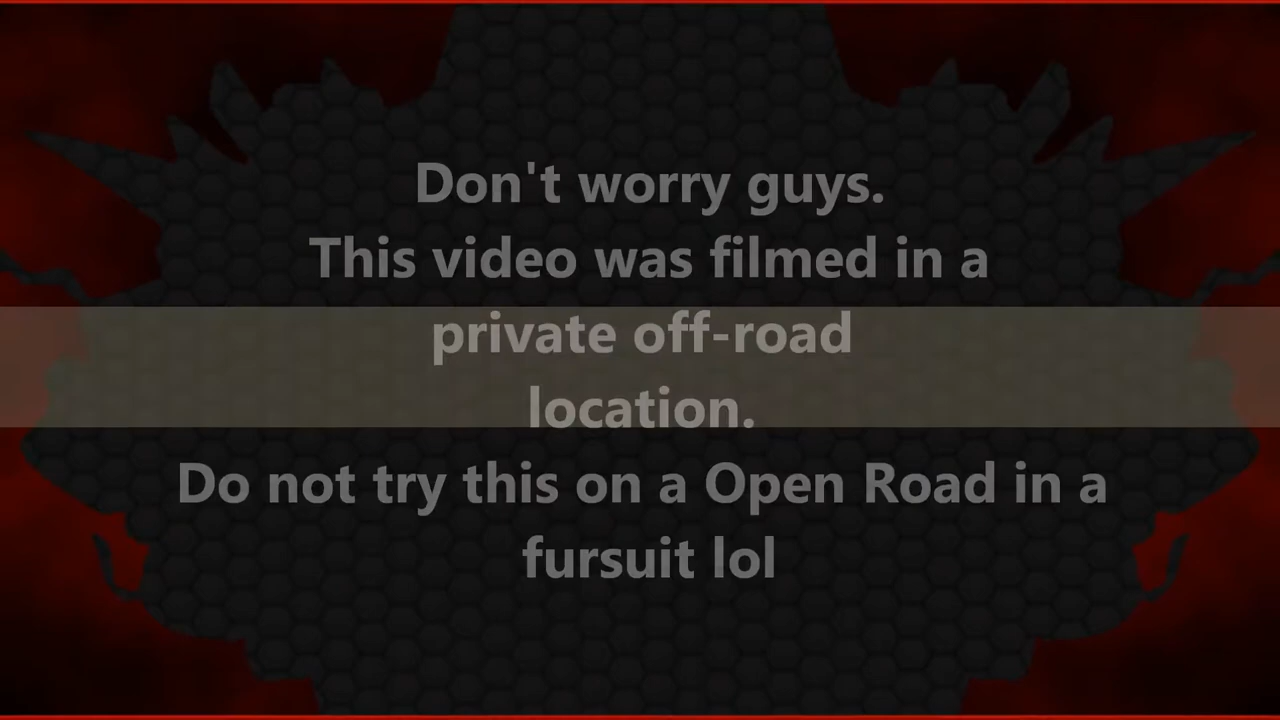 Don't worry guys.
This video was filmed in a
private off-road
location.
Do not try this on a Open Road in a
fursuit lol